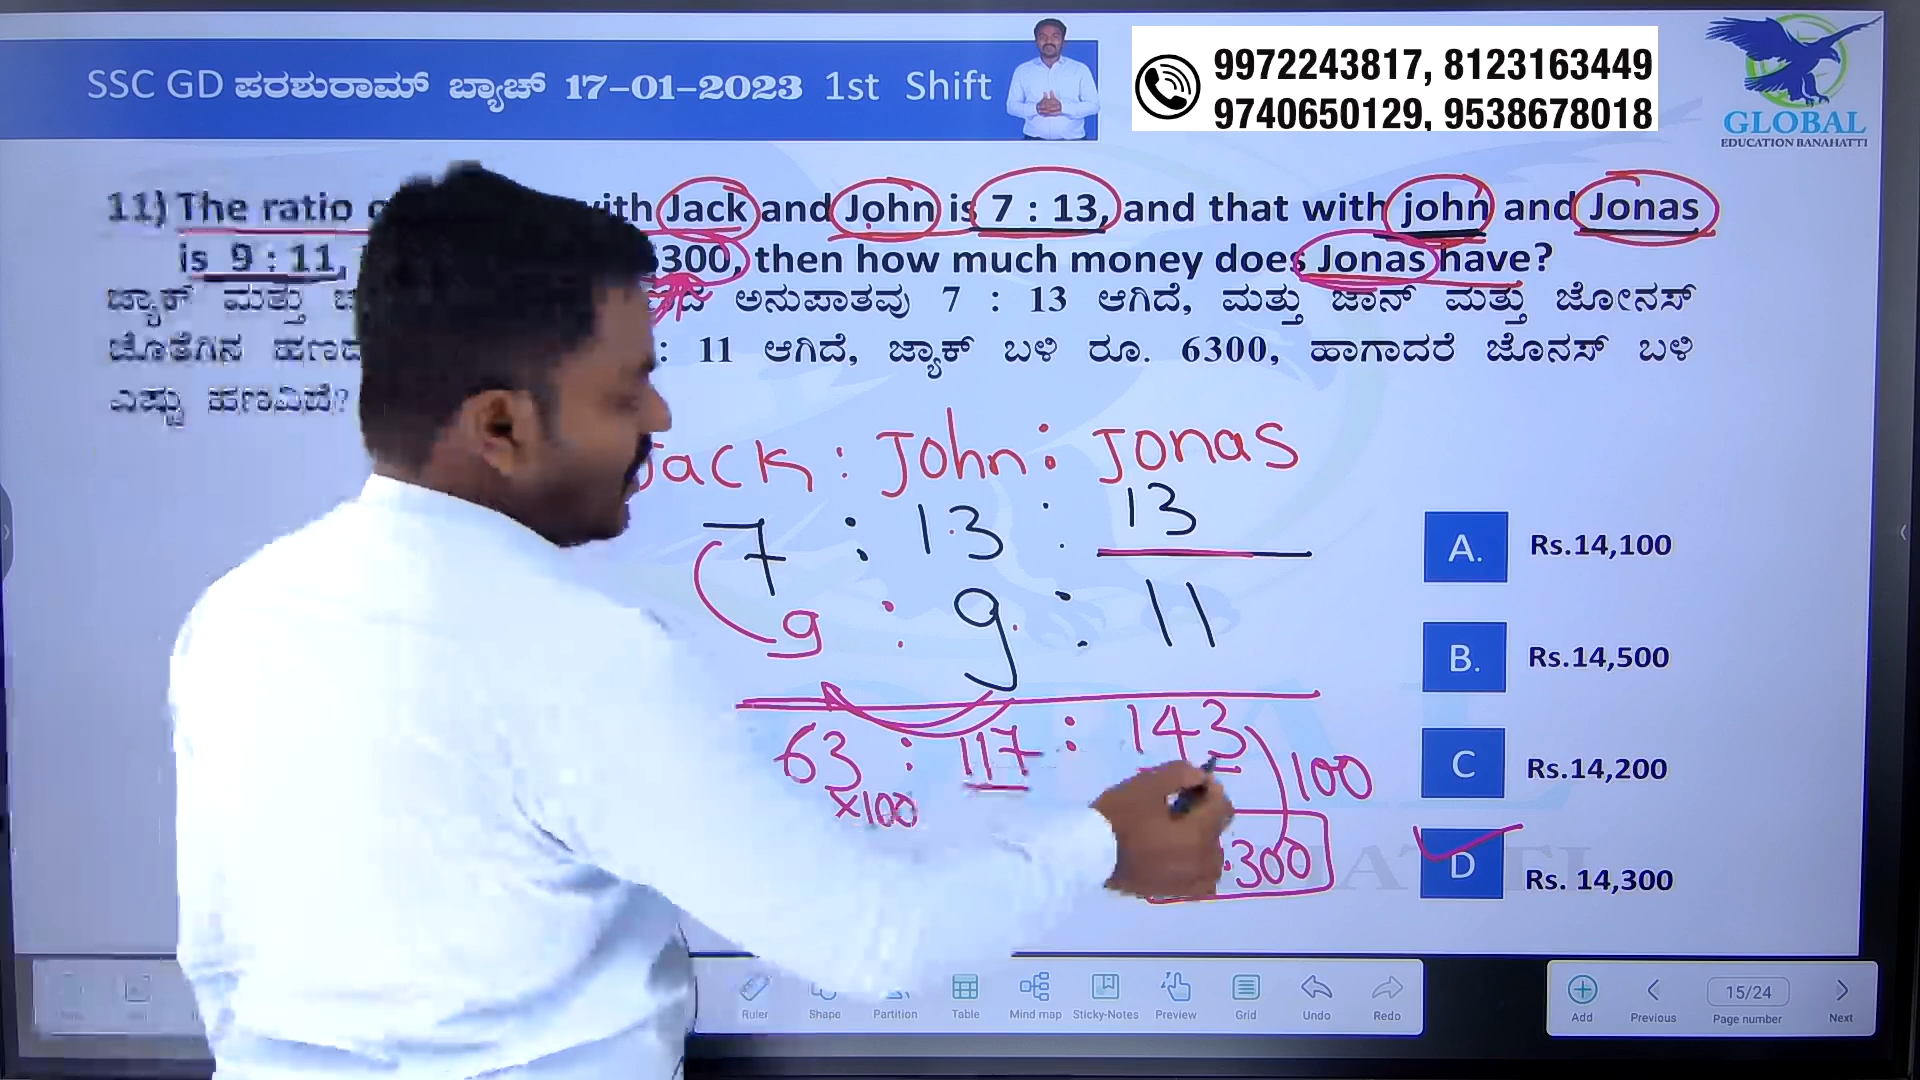 SSC GD ಪರಶುರಾಮ್ ಬ್ಯಾಚ್ 17-01-2023 1st Shift
9972243817, 8123163449
9740650129, 9538678018
GLOBAL
EDUCATION BANAHATTI
11) The ratio with Jack and John is 7 : 13, and that with john and Jonas
is 9 : 11, 300, then how much money does Jonas have?
ಜ್ಯಾಕ್ ಮತ್ತು ಅನುಪಾತವು 7 : 13 ಆಗಿದೆ, ಮತ್ತು ಜಾನ್ ಮತ್ತು ಜೋನಸ್
ಜೊತೆಗಿನ : 11 ಆಗಿದೆ, ಜ್ಯಾಕ್ ಬಳಿ ರೂ. 6300, ಹಾಗಾದರೆ ಜೊನಸ್ ಬಳಿ
ಎಷ್ಟು ಹಣವಿದೆ?
Jack : John : Jonas
7 : 13 : 13
9 : 9 : 11
63 : 117 : 143
×100
100
300
A. Rs.14,100
B. Rs.14,500
C Rs.14,200
D Rs. 14,300
Ruler Shape Partition Table Mind map Sticky-Notes Preview Grid Undo Redo
Add Previous 15/24 Page number Next